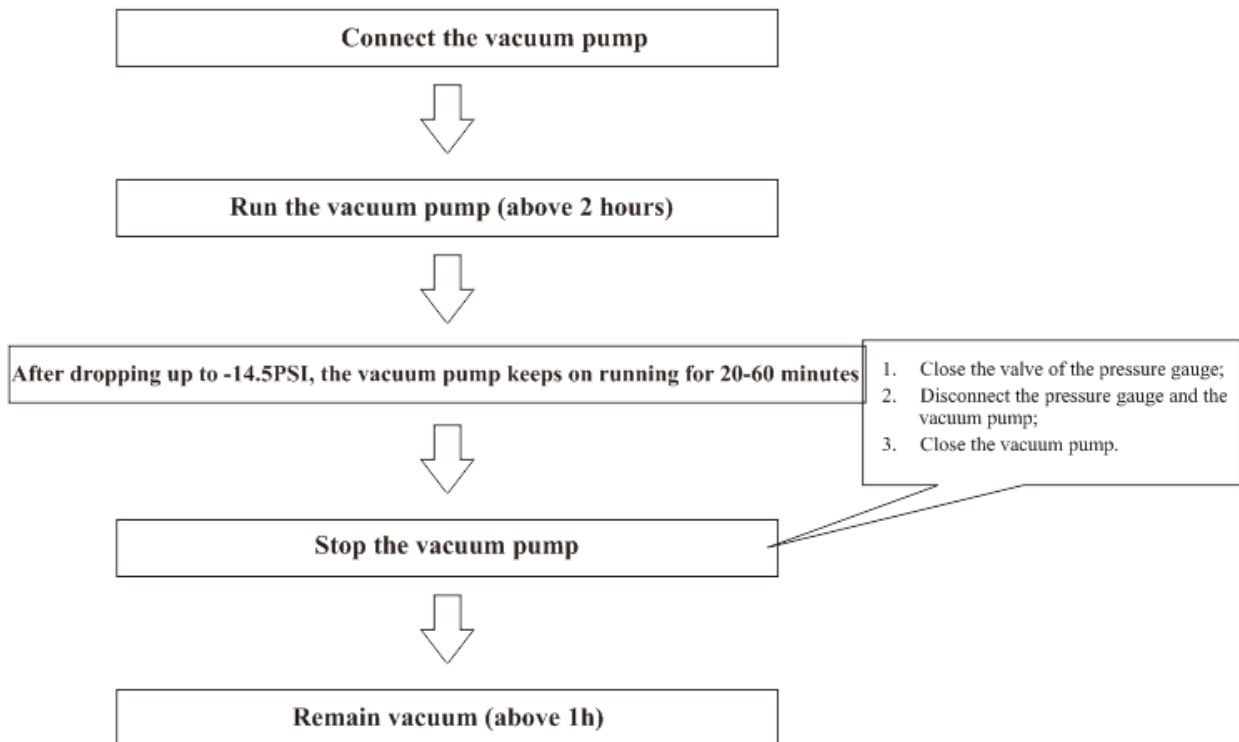 Connect the vacuum pump
Run the vacuum pump (above 2 hours)
After dropping up to -14.5PSI, the vacuum pump keeps on running for 20-60 minutes
1. Close the valve of the pressure gauge;
2. Disconnect the pressure gauge and the
vacuum pump;
3. Close the vacuum pump.
Stop the vacuum pump
Remain vacuum (above 1h)